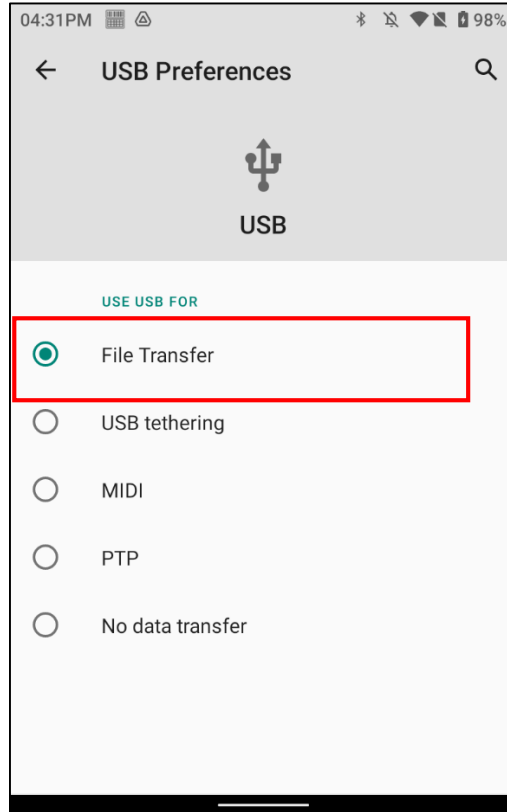 04:31PM 98%
USB Preferences
USB
USE USB FOR
File Transfer
USB tethering
MIDI
PTP
No data transfer